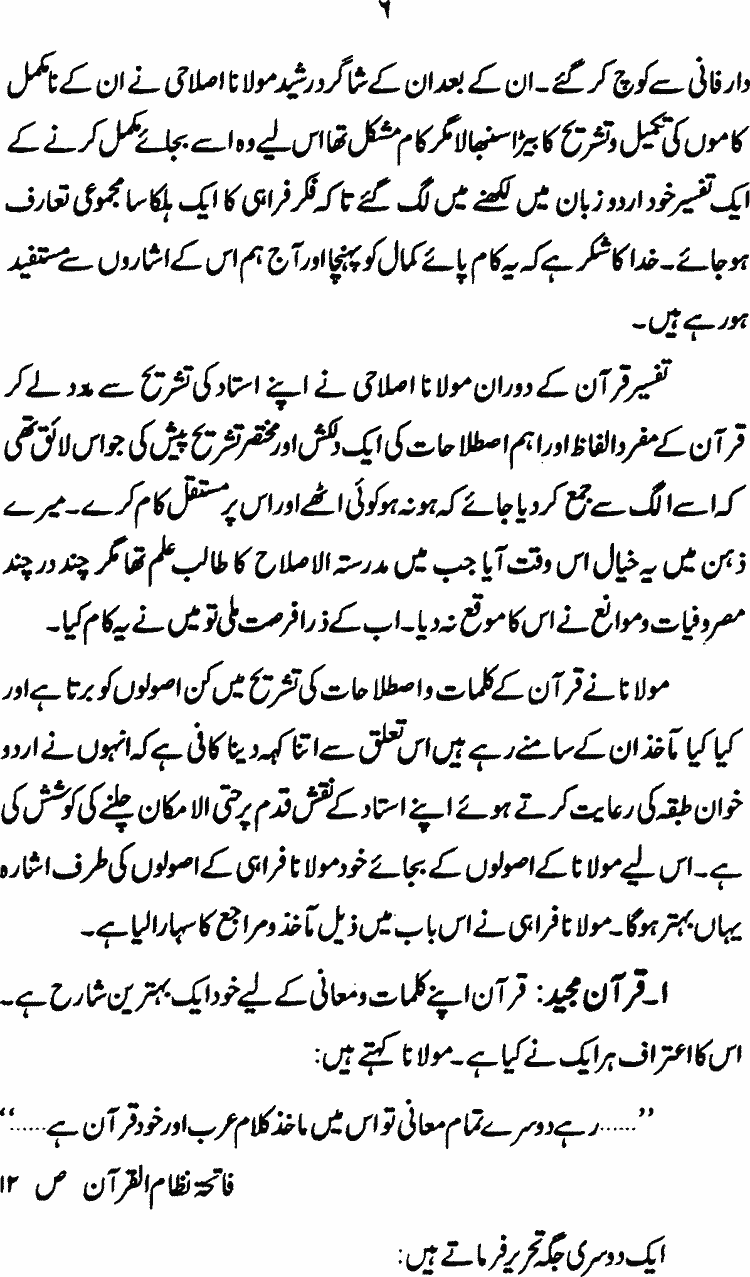 ۶
دار فانی سے کوچ کر گئے۔ ان کے بعد ان کے شاگرد رشید مولانا اصلاحی نے ان کے نامکمل
کاموں کی تکمیل و تشریح کا بیڑا سنبھالا مگر کام مشکل تھا اس لیے وہ اسے بجائے مکمل کرنے کے
ایک تفسیر خود اردو زبان میں لکھنے میں لگ گئے تاکہ فکر فراہی کا ایک ہلکا سا مجموعی تعارف
ہو جائے۔ خدا کا شکر ہے کہ یہ کام پائے کمال کو پہنچا اور آج ہم اس کے اشاروں سے مستفید
ہو رہے ہیں۔
تفسیر قرآن کے دوران مولانا اصلاحی نے اپنے استاد کی تشریح سے مدد لے کر
قرآن کے مفرد الفاظ اور اہم اصطلاحات کی ایک دلکش اور مختصر تشریح پیش کی جو اس لائق تھی
کہ اسے الگ سے جمع کر دیا جائے کہ ہو نہ ہو کوئی اٹھے اور اس پر مستقل کام کرے۔ میرے
ذہن میں یہ خیال اس وقت آیا جب میں مدرستہ الاصلاح کا طالب علم تھا مگر چند در چند
مصروفیات و موانع نے اس کا موقع نہ دیا۔ اب کے ذرا فرصت ملی تو میں نے یہ کام کیا۔
مولانا نے قرآن کے کلمات و اصطلاحات کی تشریح میں کن اصولوں کو برتا ہے اور
کیا کیا مآخذ ان کے سامنے رہے ہیں اس تعلق سے اتنا کہہ دینا کافی ہے کہ انہوں نے اردو
خوان طبقہ کی رعایت کرتے ہوئے اپنے استاد کے نقش قدم پر حتی الامکان چلنے کی کوشش کی
ہے۔ اس لیے مولانا کے اصولوں کے بجائے خود مولانا فراہی کے اصولوں کی طرف اشارہ
یہاں بہتر ہوگا۔ مولانا فراہی نے اس باب میں ذیل مآخذ و مراجع کا سہارا لیا ہے۔
۱۔ قرآن مجید: قرآن اپنے کلمات و معانی کے لیے خود ایک بہترین شارح ہے۔
اس کا اعتراف ہر ایک نے کیا ہے۔ مولانا کہتے ہیں:
”......رہے دوسرے تمام معانی تو اس میں ماخذ کلام عرب اور خود قرآن ہے.....“
فاتحۃ نظام القرآن ص ۱۲
ایک دوسری جگہ تحریر فرماتے ہیں: